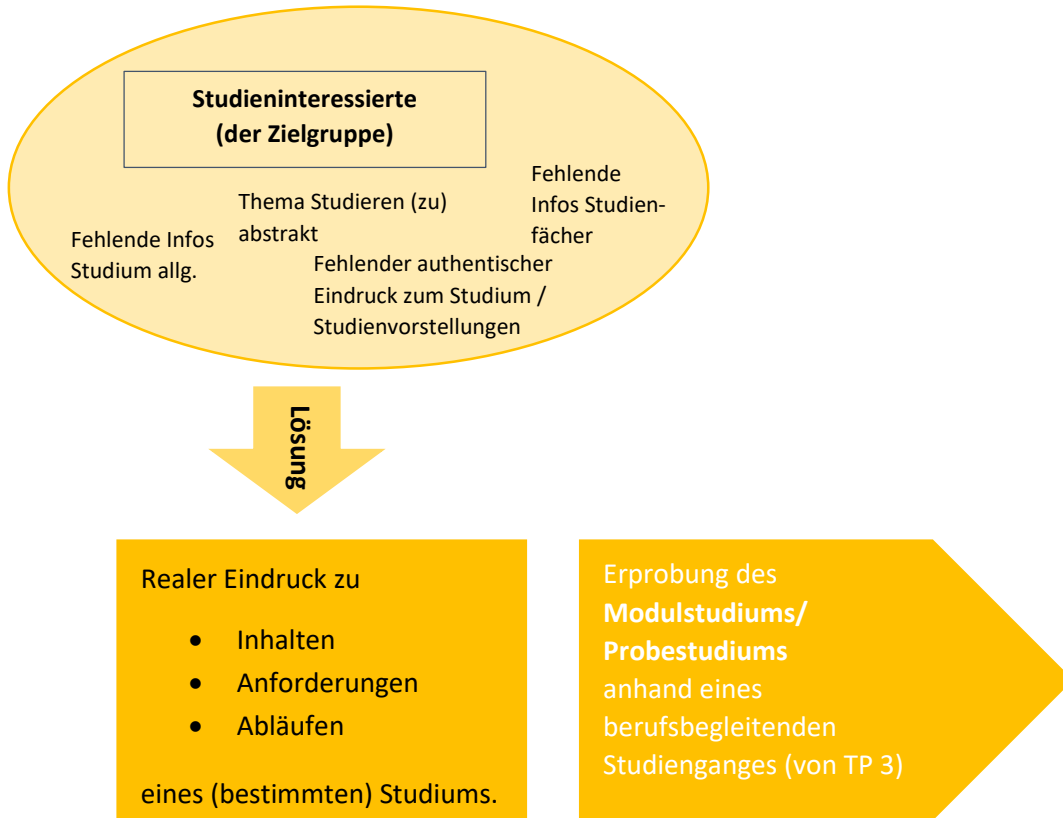 Studieninteressierte
(der Zielgruppe)
Fehlende Infos
Studium allg.
Thema Studieren (zu)
abstrakt
Fehlender authentischer
Eindruck zum Studium /
Studienvorstellungen
Fehlende
Infos Studien-
fächer
Lösung
Realer Eindruck zu
• Inhalten
• Anforderungen
• Abläufen
eines (bestimmten) Studiums.
Erprobung des
Modulstudiums/
Probestudiums
anhand eines
berufsbegleitenden
Studienganges (von TP 3)